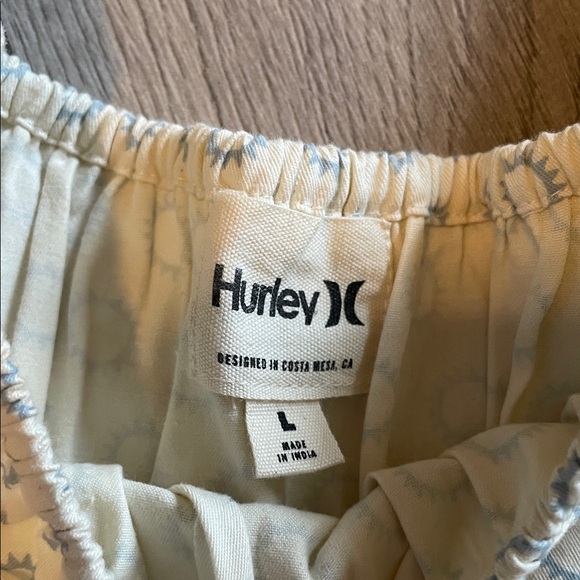 Hurley )(
DESIGNED IN COSTA MESA, CA
L
MADE
IN INDIA